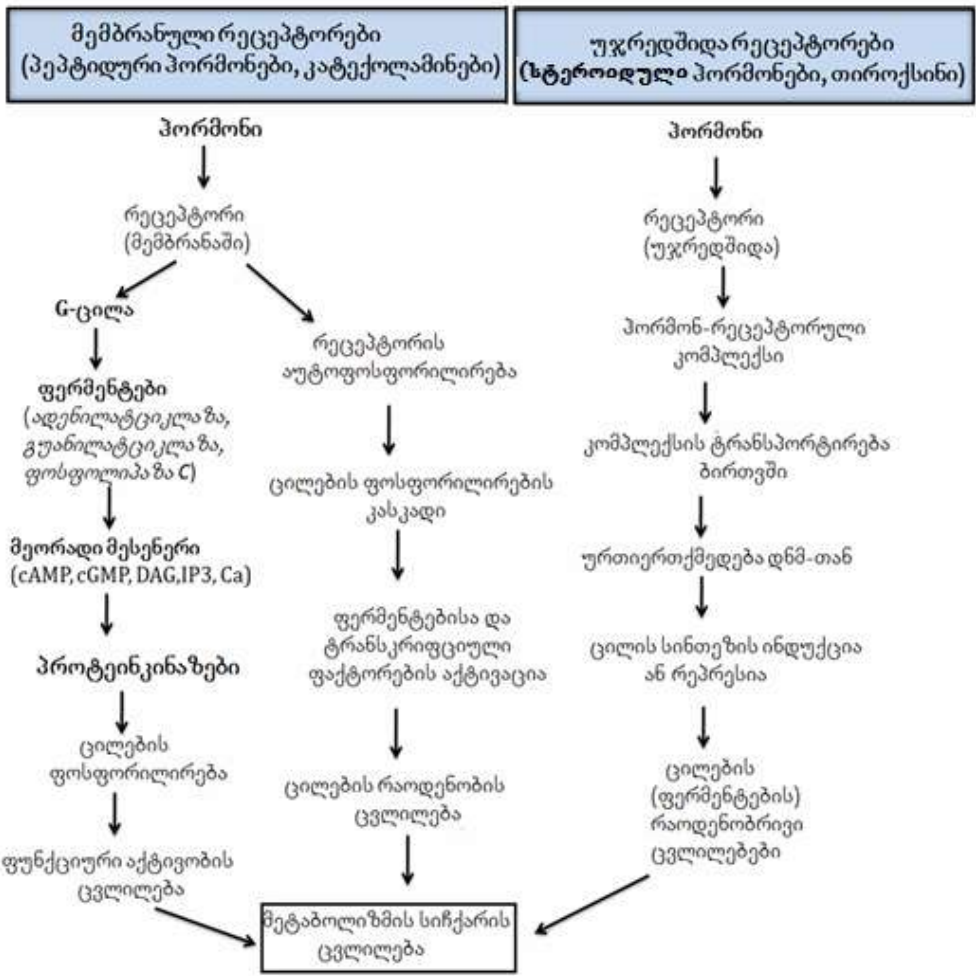 მემბრანული რეცეპტორები
(პეპტიდური ჰორმონები, კატექოლამინები)
ჰორმონი
რეცეპტორი
(მემბრანაში)
G-ცილა
ფერმენტები
(ადენილატციკლაზა,
გუანილატციკლაზა,
ფოსფოლიპაზა C)
მეორადი მესენერი
(cAMP, cGMP, DAG,IP3, Ca)
პროტეინკინაზები
ცილების
ფოსფორილირება
ფუნქციური აქტივობის
ცვლილება
რეცეპტორის
აუტოფოსფორილირება
ცილების ფოსფორილირების
კასკადი
ფერმენტებისა და
ტრანსკრიფციული
ფაქტორების აქტივაცია
ცილების რაოდენობის
ცვლილება
უჯრედშიდა რეცეპტორები
(სტეროიდული ჰორმონები, თიროქსინი)
ჰორმონი
რეცეპტორი
(უჯრედშიდა)
ჰორმონ-რეცეპტორული
კომპლექსი
კომპლექსის ტრანსპორტირება
ბირთვში
ურთიერთქმედება დნმ-თან
ცილის სინთეზის ინდუქცია
ან რეპრესია
ცილების
(ფერმენტების)
რაოდენობრივი
ცვლილებები
მეტაბოლიზმის სიჩქარის
ცვლილება